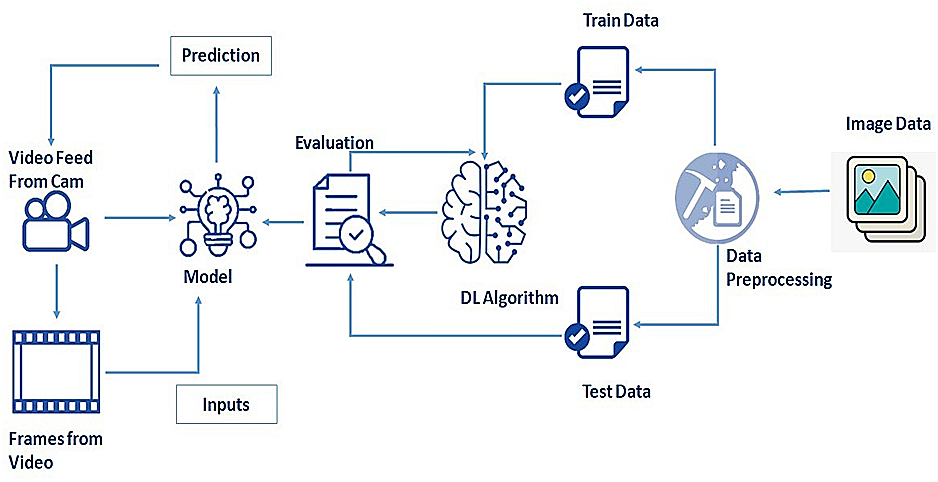 Train Data
Prediction
Image Data
Evaluation
Video Feed
From Cam
Data
Preprocessing
Model
DL Algorithm
Test Data
Inputs
Frames from
Video